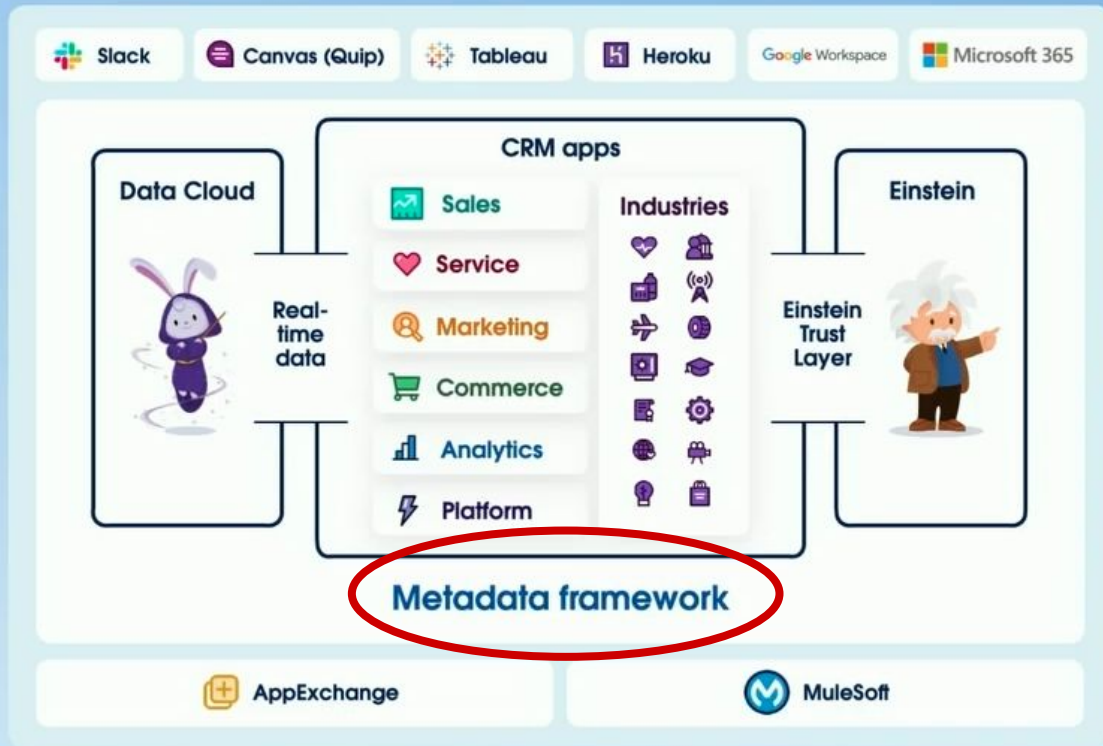 Slack
Canvas (Quip)
Tableau
Heroku
Google Workspace
Microsoft 365
CRM apps
Data Cloud
Real-
time
data
Sales
Service
Marketing
Commerce
Analytics
Platform
Industries
Einstein
Trust
Layer
Einstein
Metadata framework
AppExchange
MuleSoft